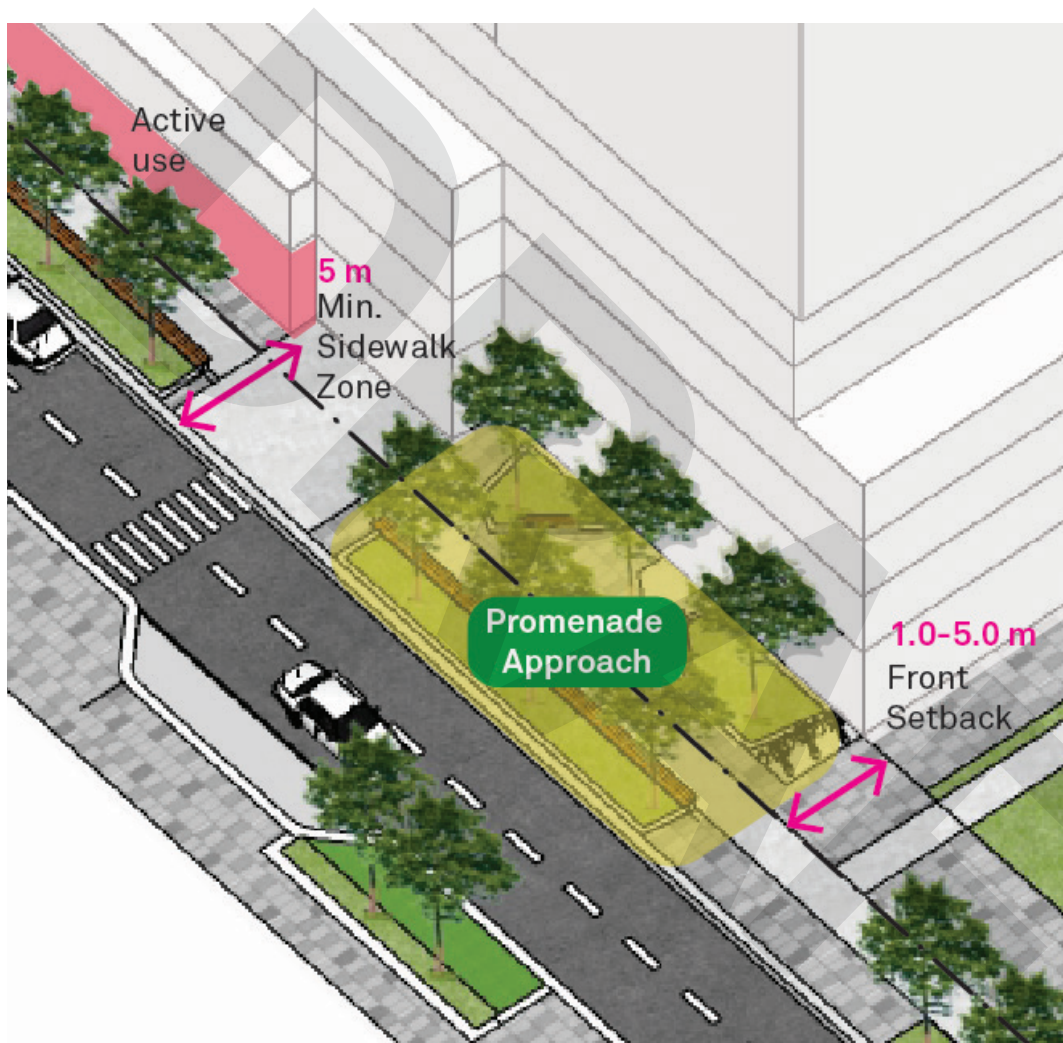 Active
use
5 m
Min.
Sidewalk
Zone
Promenade
Approach
1.0-5.0 m
Front
Setback